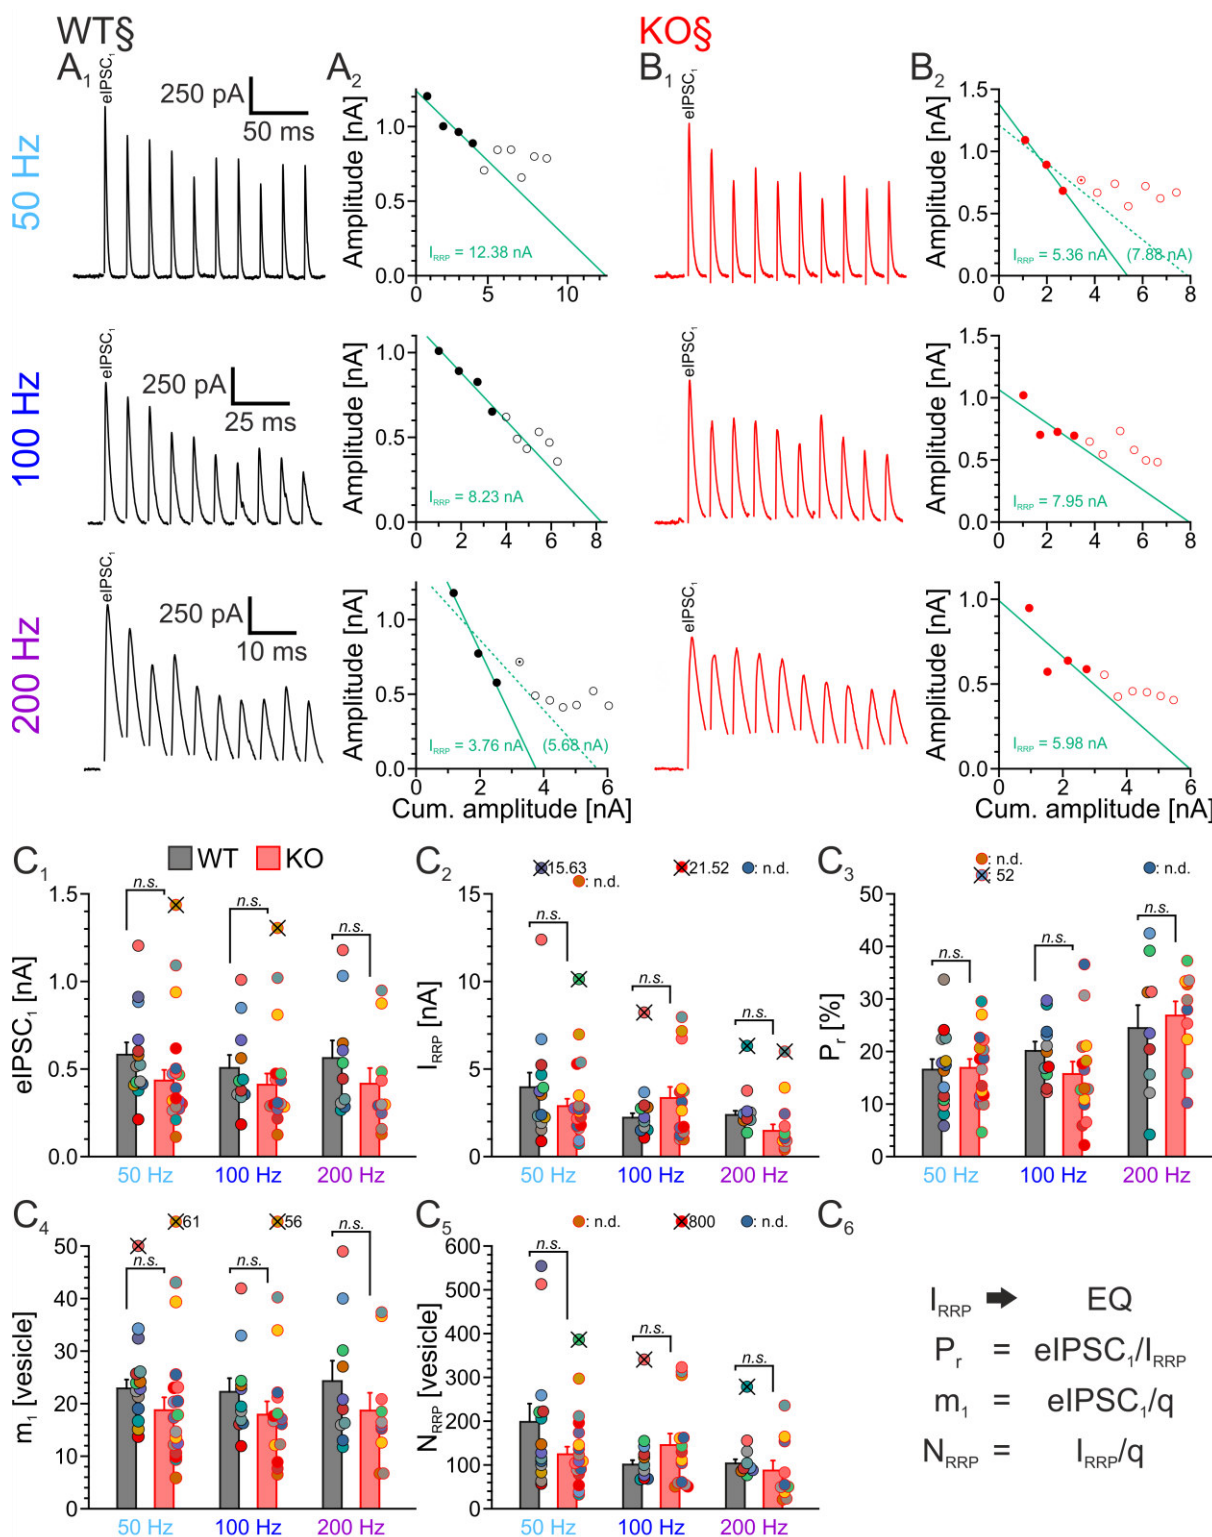 WT§
KO§
A1
eIPSC1
250 pA
50 ms
A2
Amplitude [nA]
1.0
0.5
0.0
IRRP = 12.38 nA
0 5 10
B1
eIPSC1
B2
Amplitude [nA]
2.0
1.5
1.0
0.5
0.0
IRRP = 5.36 nA (7.88 nA)
0 2 4 6 8
50 Hz
eIPSC1
250 pA
25 ms
Amplitude [nA]
1.0
0.5
0.0
IRRP = 8.23 nA
0 2 4 6 8
eIPSC1
Amplitude [nA]
1.5
1.0
0.5
0.0
IRRP = 7.95 nA
0 2 4 6 8
100 Hz
eIPSC1
250 pA
10 ms
Amplitude [nA]
1.0
0.5
0.0
IRRP = 3.76 nA (5.68 nA)
0 2 4 6
Cum. amplitude [nA]
eIPSC1
Amplitude [nA]
1.0
0.5
0.0
IRRP = 5.98 nA
0 2 4 6
Cum. amplitude [nA]
200 Hz
C1
WT KO
eIPSC1 [nA]
1.5
1.0
0.5
0.0
n.s. n.s. n.s.
50 Hz 100 Hz 200 Hz
C2
15.63 21.52 : n.d.
: n.d.
IRRP [nA]
15
10
5
0
n.s. n.s. n.s.
50 Hz 100 Hz 200 Hz
C3
: n.d. : n.d.
: 52
Pr [%]
50
40
30
20
10
0
n.s. n.s. n.s.
50 Hz 100 Hz 200 Hz
C4
61 56
m1 [vesicle]
50
40
30
20
10
0
n.s. n.s. n.s.
50 Hz 100 Hz 200 Hz
C5
: n.d. 800 : n.d.
NRRP [vesicle]
600
500
400
300
200
100
0
n.s. n.s. n.s.
50 Hz 100 Hz 200 Hz
C6
IRRP ➡ EQ
Pr = eIPSC1/IRRP
m1 = eIPSC1/q
NRRP = IRRP/q